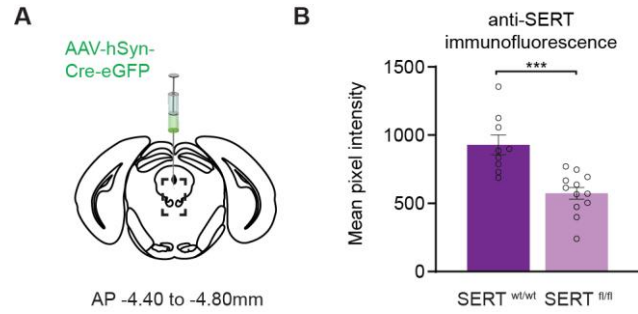 A
AAV-hSyn-
Cre-eGFP
AP -4.40 to -4.80mm
B
anti-SERT
immunofluorescence
***
Mean pixel intensity
1500
1000
500
0
SERT wt/wt SERT fl/fl